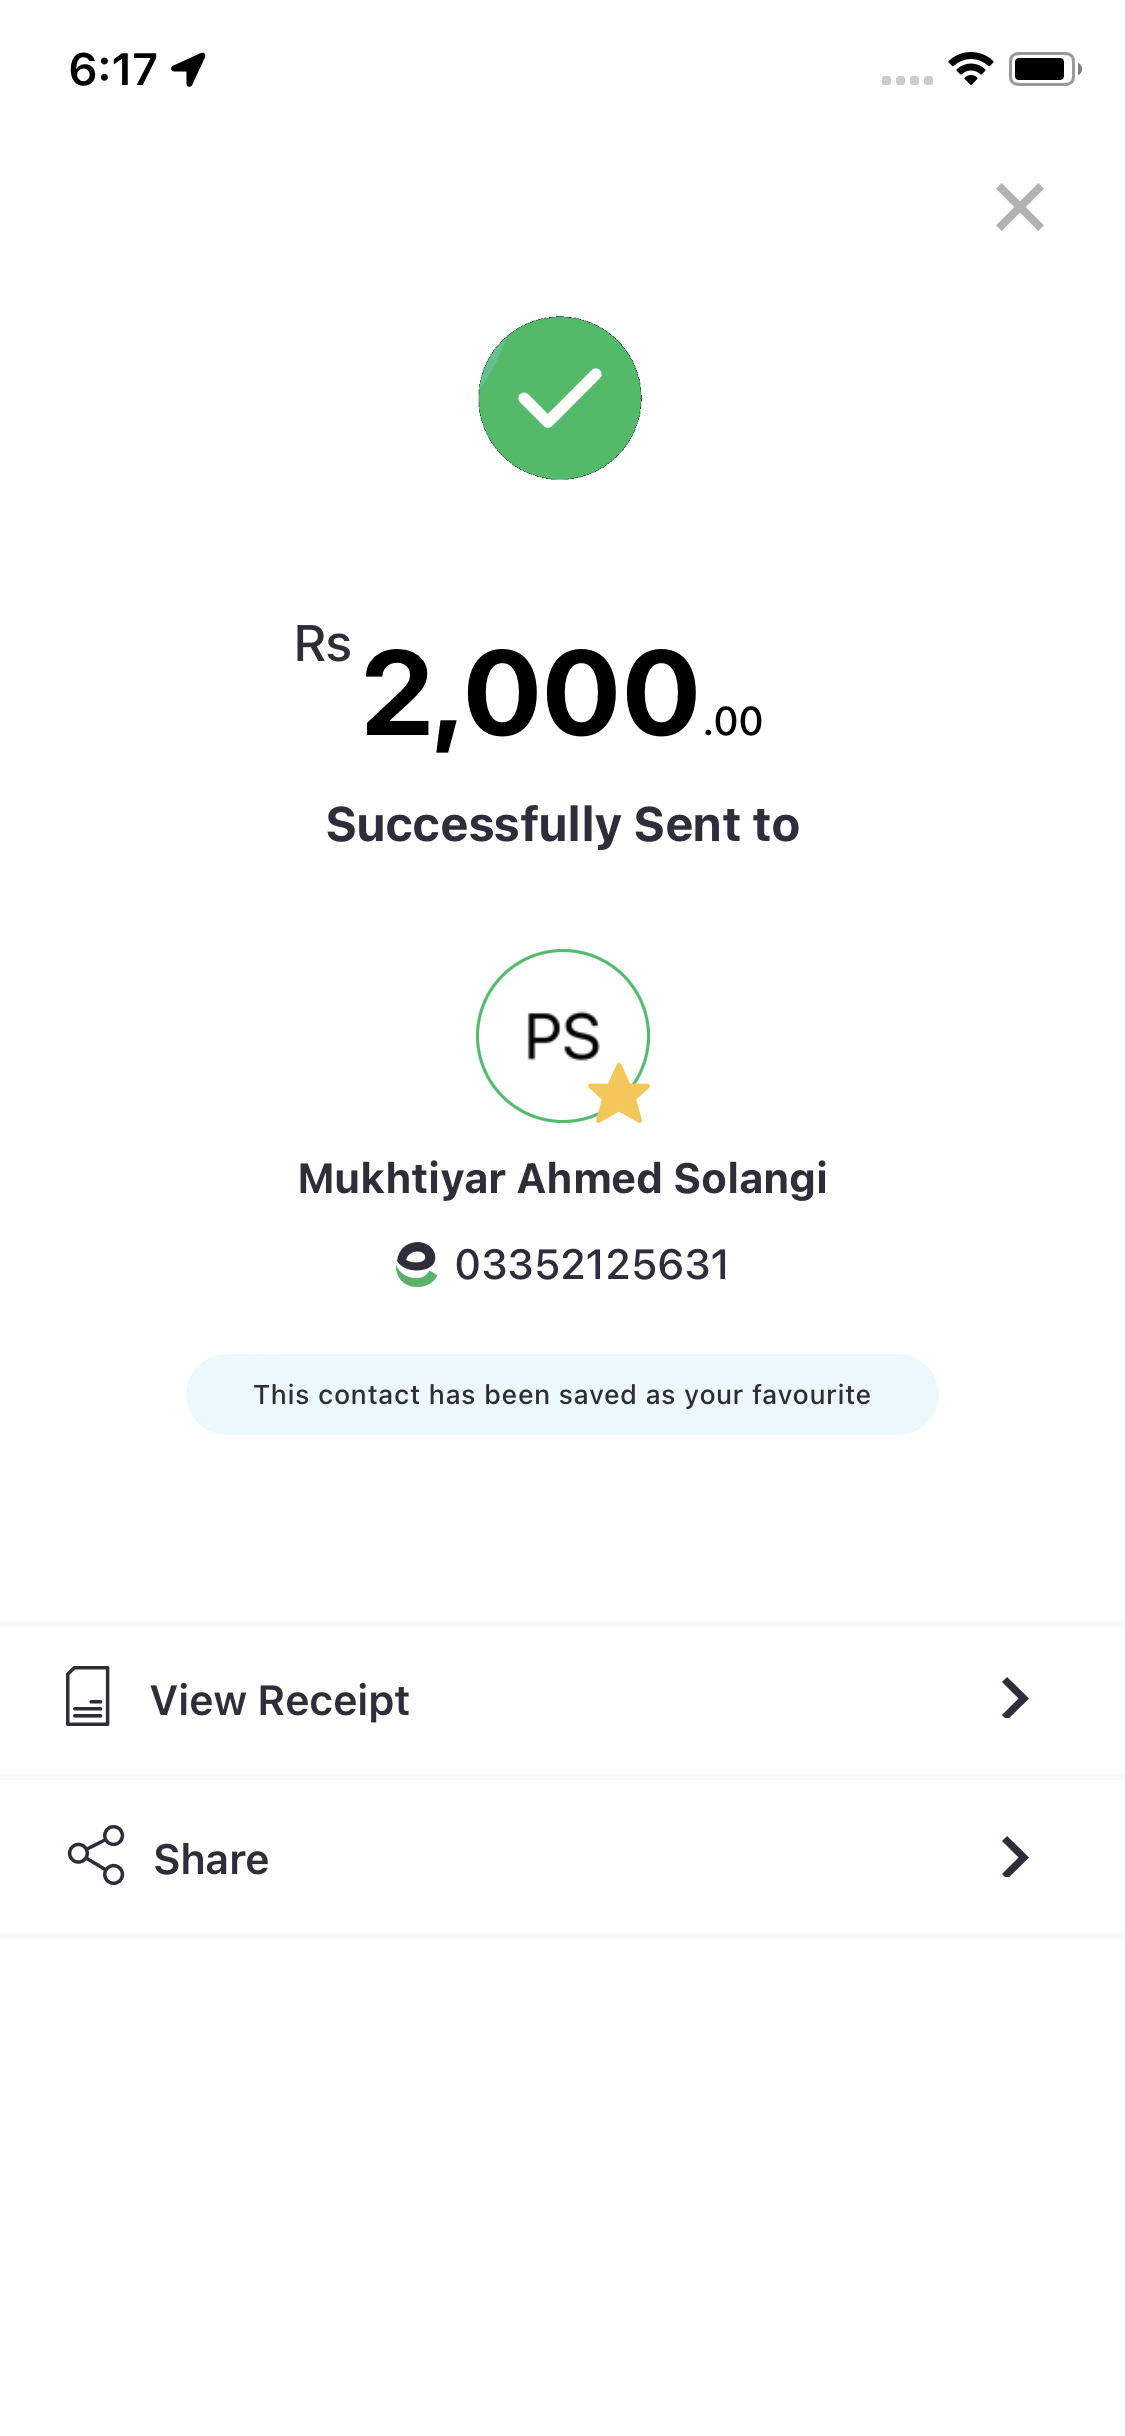 6:17
Rs 2,000.00
Successfully Sent to
PS
Mukhtiyar Ahmed Solangi
03352125631
This contact has been saved as your favourite
View Receipt
Share